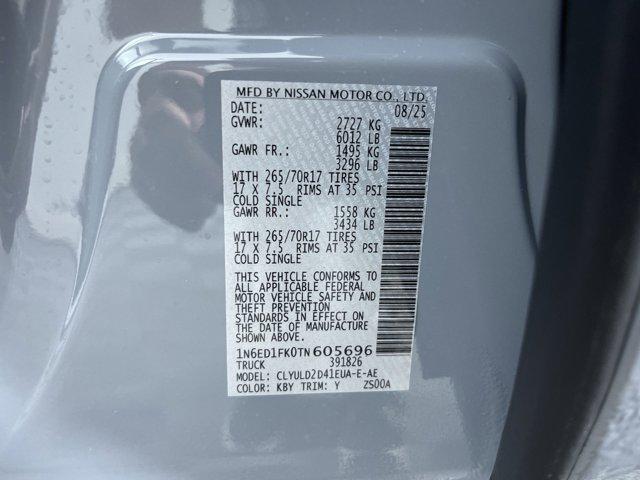 MFD BY NISSAN MOTOR CO., LTD.
DATE: 08/25
GVWR: 2727 KG
6012 LB
GAWR FR.: 1495 KG
3296 LB
WITH 265/70R17 TIRES
17 X 7.5 RIMS AT 35 PSI
COLD SINGLE
GAWR RR.: 1558 KG
3434 LB
WITH 265/70R17 TIRES
17 X 7.5 RIMS AT 35 PSI
COLD SINGLE
THIS VEHICLE CONFORMS TO
ALL APPLICABLE FEDERAL
MOTOR VEHICLE SAFETY AND
THEFT PREVENTION
STANDARDS IN EFFECT ON
THE DATE OF MANUFACTURE
SHOWN ABOVE.
1N6ED1FK0TN605696
TRUCK 391826
MODEL: CLYULD2D41EUA-E-AE
COLOR: KBY TRIM: Y ZS00A